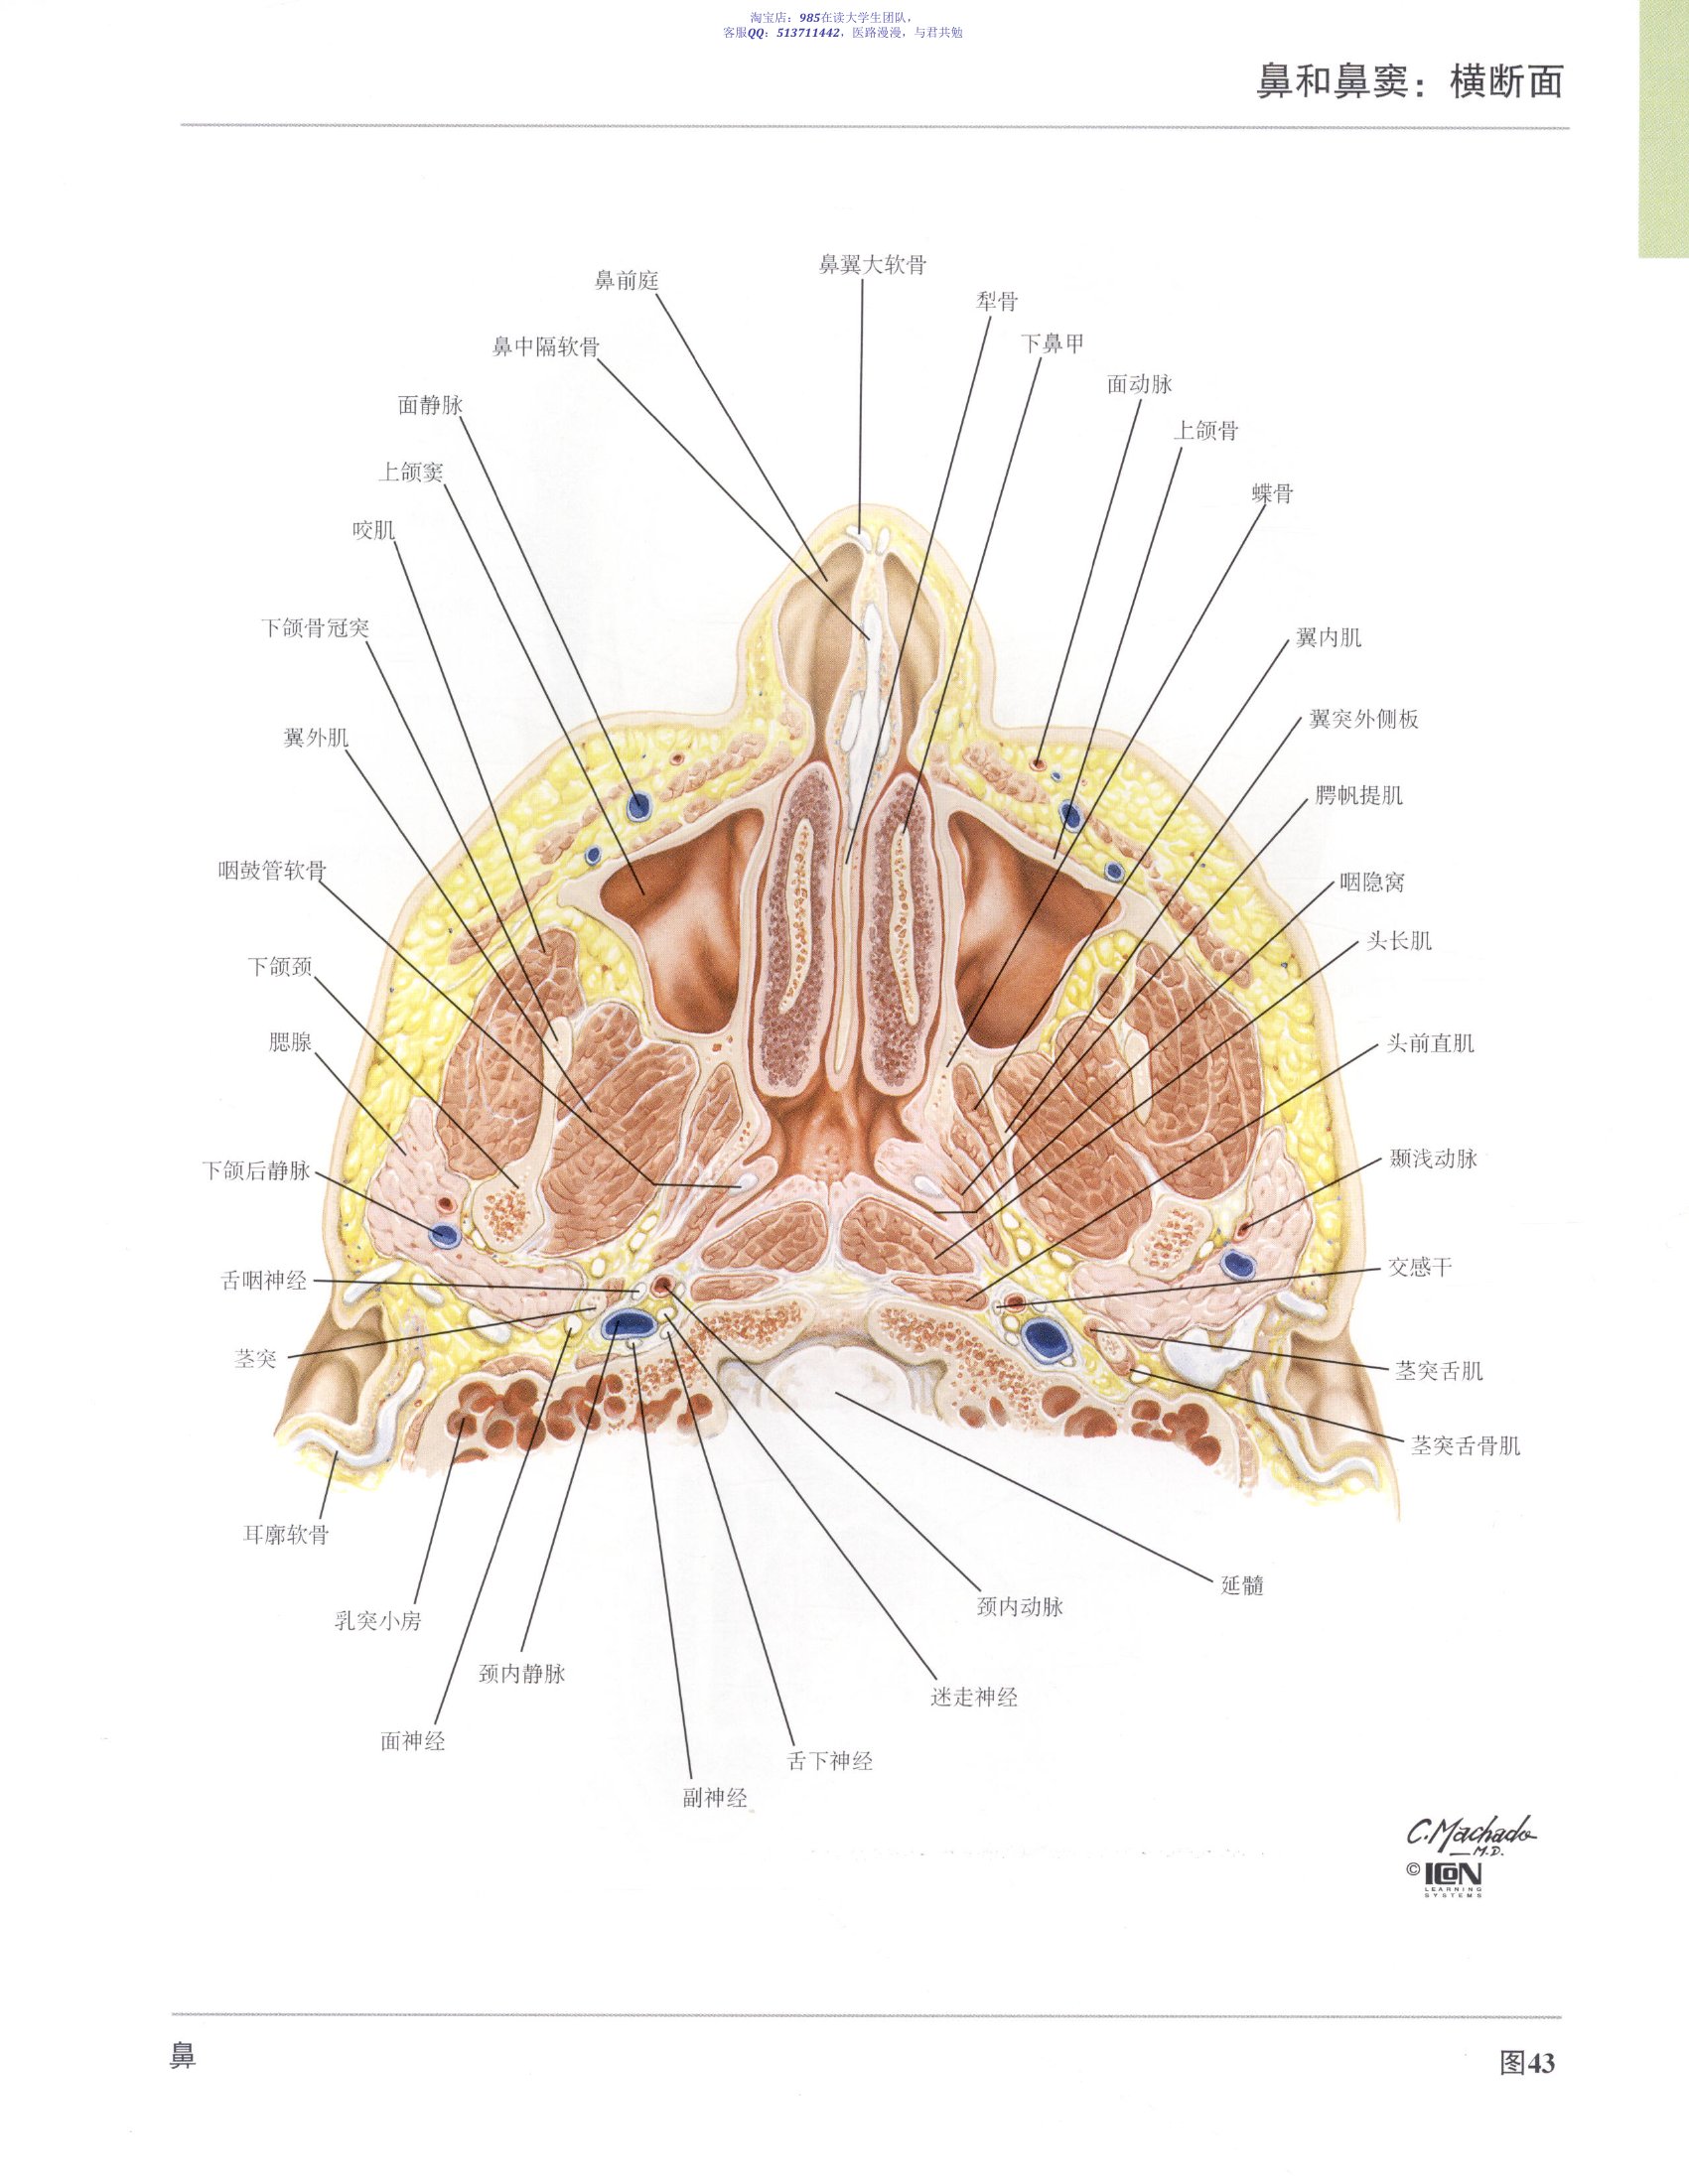 淘宝店：985在读大学生团队，
客服QQ：513711442，医路漫漫，与君共勉
鼻和鼻窦：横断面
鼻翼大软骨
鼻前庭
犁骨
下鼻甲
鼻中隔软骨
面动脉
面静脉
上颌骨
上颌窦
蝶骨
咬肌
下颌骨冠突
翼内肌
翼突外侧板
翼外肌
腭帆提肌
咽鼓管软骨
咽隐窝
头长肌
下颌颈
腮腺
头前直肌
下颌后静脉
颞浅动脉
舌咽神经
交感干
茎突
茎突舌肌
茎突舌骨肌
耳廓软骨
延髓
颈内动脉
乳突小房
颈内静脉
迷走神经
面神经
舌下神经
副神经
C.Machado
M.D.
© ICON
LEARNING
SYSTEMS
鼻
图43